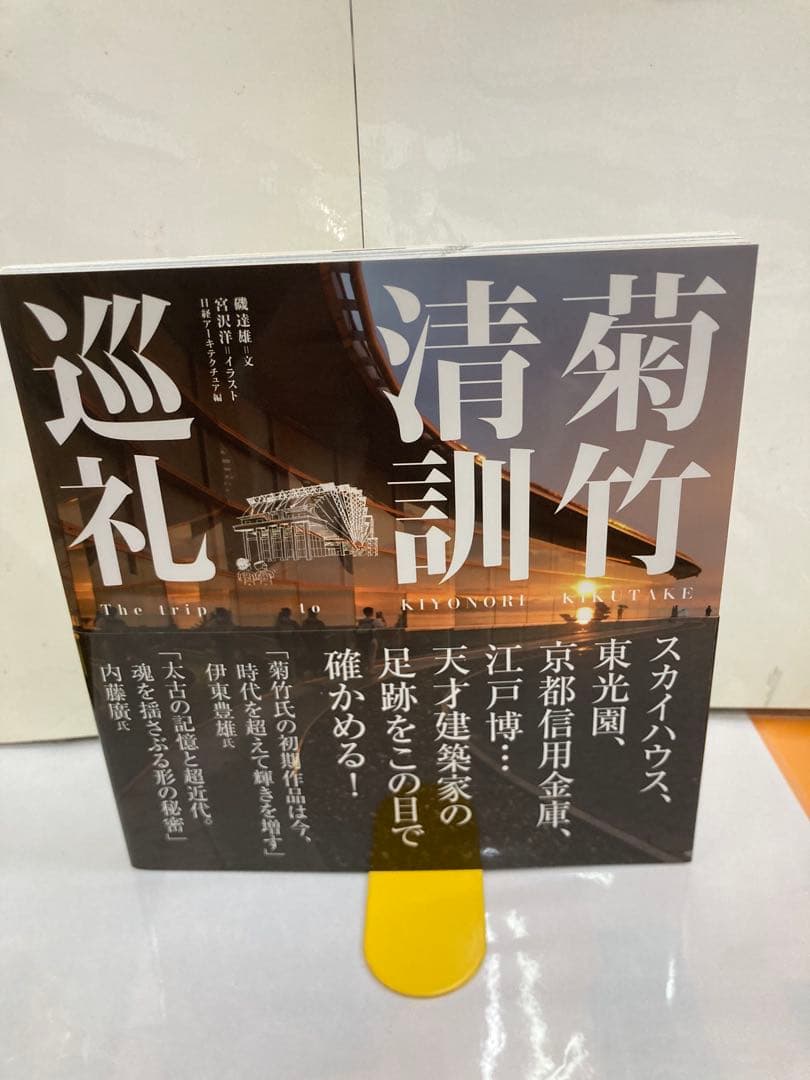 菊竹
清訓
巡礼
磯達雄=文
宮沢洋=イラスト
日経アーキテクチュア編
The trip to KIYONORI KIKUTAKE
スカイハウス、
東光園、
京都信用金庫、
江戸博…
天才建築家の
足跡をこの目で
確かめる!
「菊竹氏の初期作品は今、
時代を超えて輝きを増す」
伊東豊雄氏
「太古の記憶と超近代。
魂を揺さぶる形の秘密」
内藤廣氏